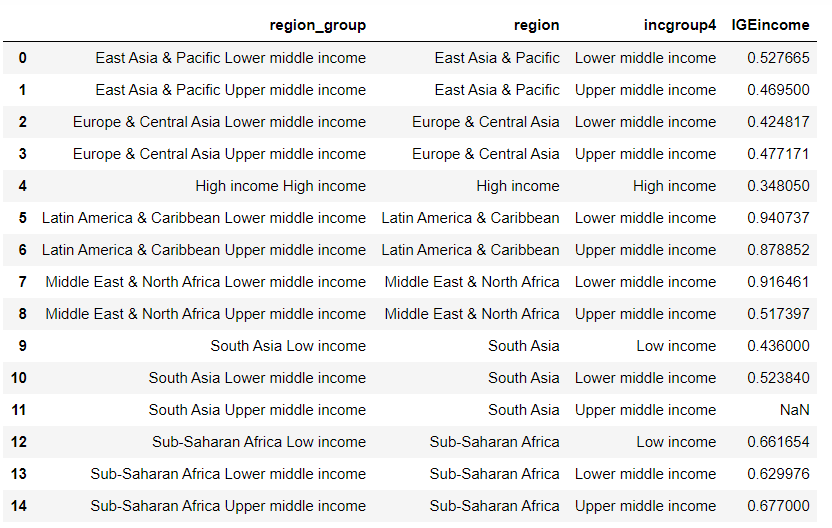 region_group region incgroup4 IGEincome
0 East Asia & Pacific Lower middle income East Asia & Pacific Lower middle income 0.527665
1 East Asia & Pacific Upper middle income East Asia & Pacific Upper middle income 0.469500
2 Europe & Central Asia Lower middle income Europe & Central Asia Lower middle income 0.424817
3 Europe & Central Asia Upper middle income Europe & Central Asia Upper middle income 0.477171
4 High income High income High income High income 0.348050
5 Latin America & Caribbean Lower middle income Latin America & Caribbean Lower middle income 0.940737
6 Latin America & Caribbean Upper middle income Latin America & Caribbean Upper middle income 0.878852
7 Middle East & North Africa Lower middle income Middle East & North Africa Lower middle income 0.916461
8 Middle East & North Africa Upper middle income Middle East & North Africa Upper middle income 0.517397
9 South Asia Low income South Asia Low income 0.436000
10 South Asia Lower middle income South Asia Lower middle income 0.523840
11 South Asia Upper middle income South Asia Upper middle income NaN
12 Sub-Saharan Africa Low income Sub-Saharan Africa Low income 0.661654
13 Sub-Saharan Africa Lower middle income Sub-Saharan Africa Lower middle income 0.629976
14 Sub-Saharan Africa Upper middle income Sub-Saharan Africa Upper middle income 0.677000